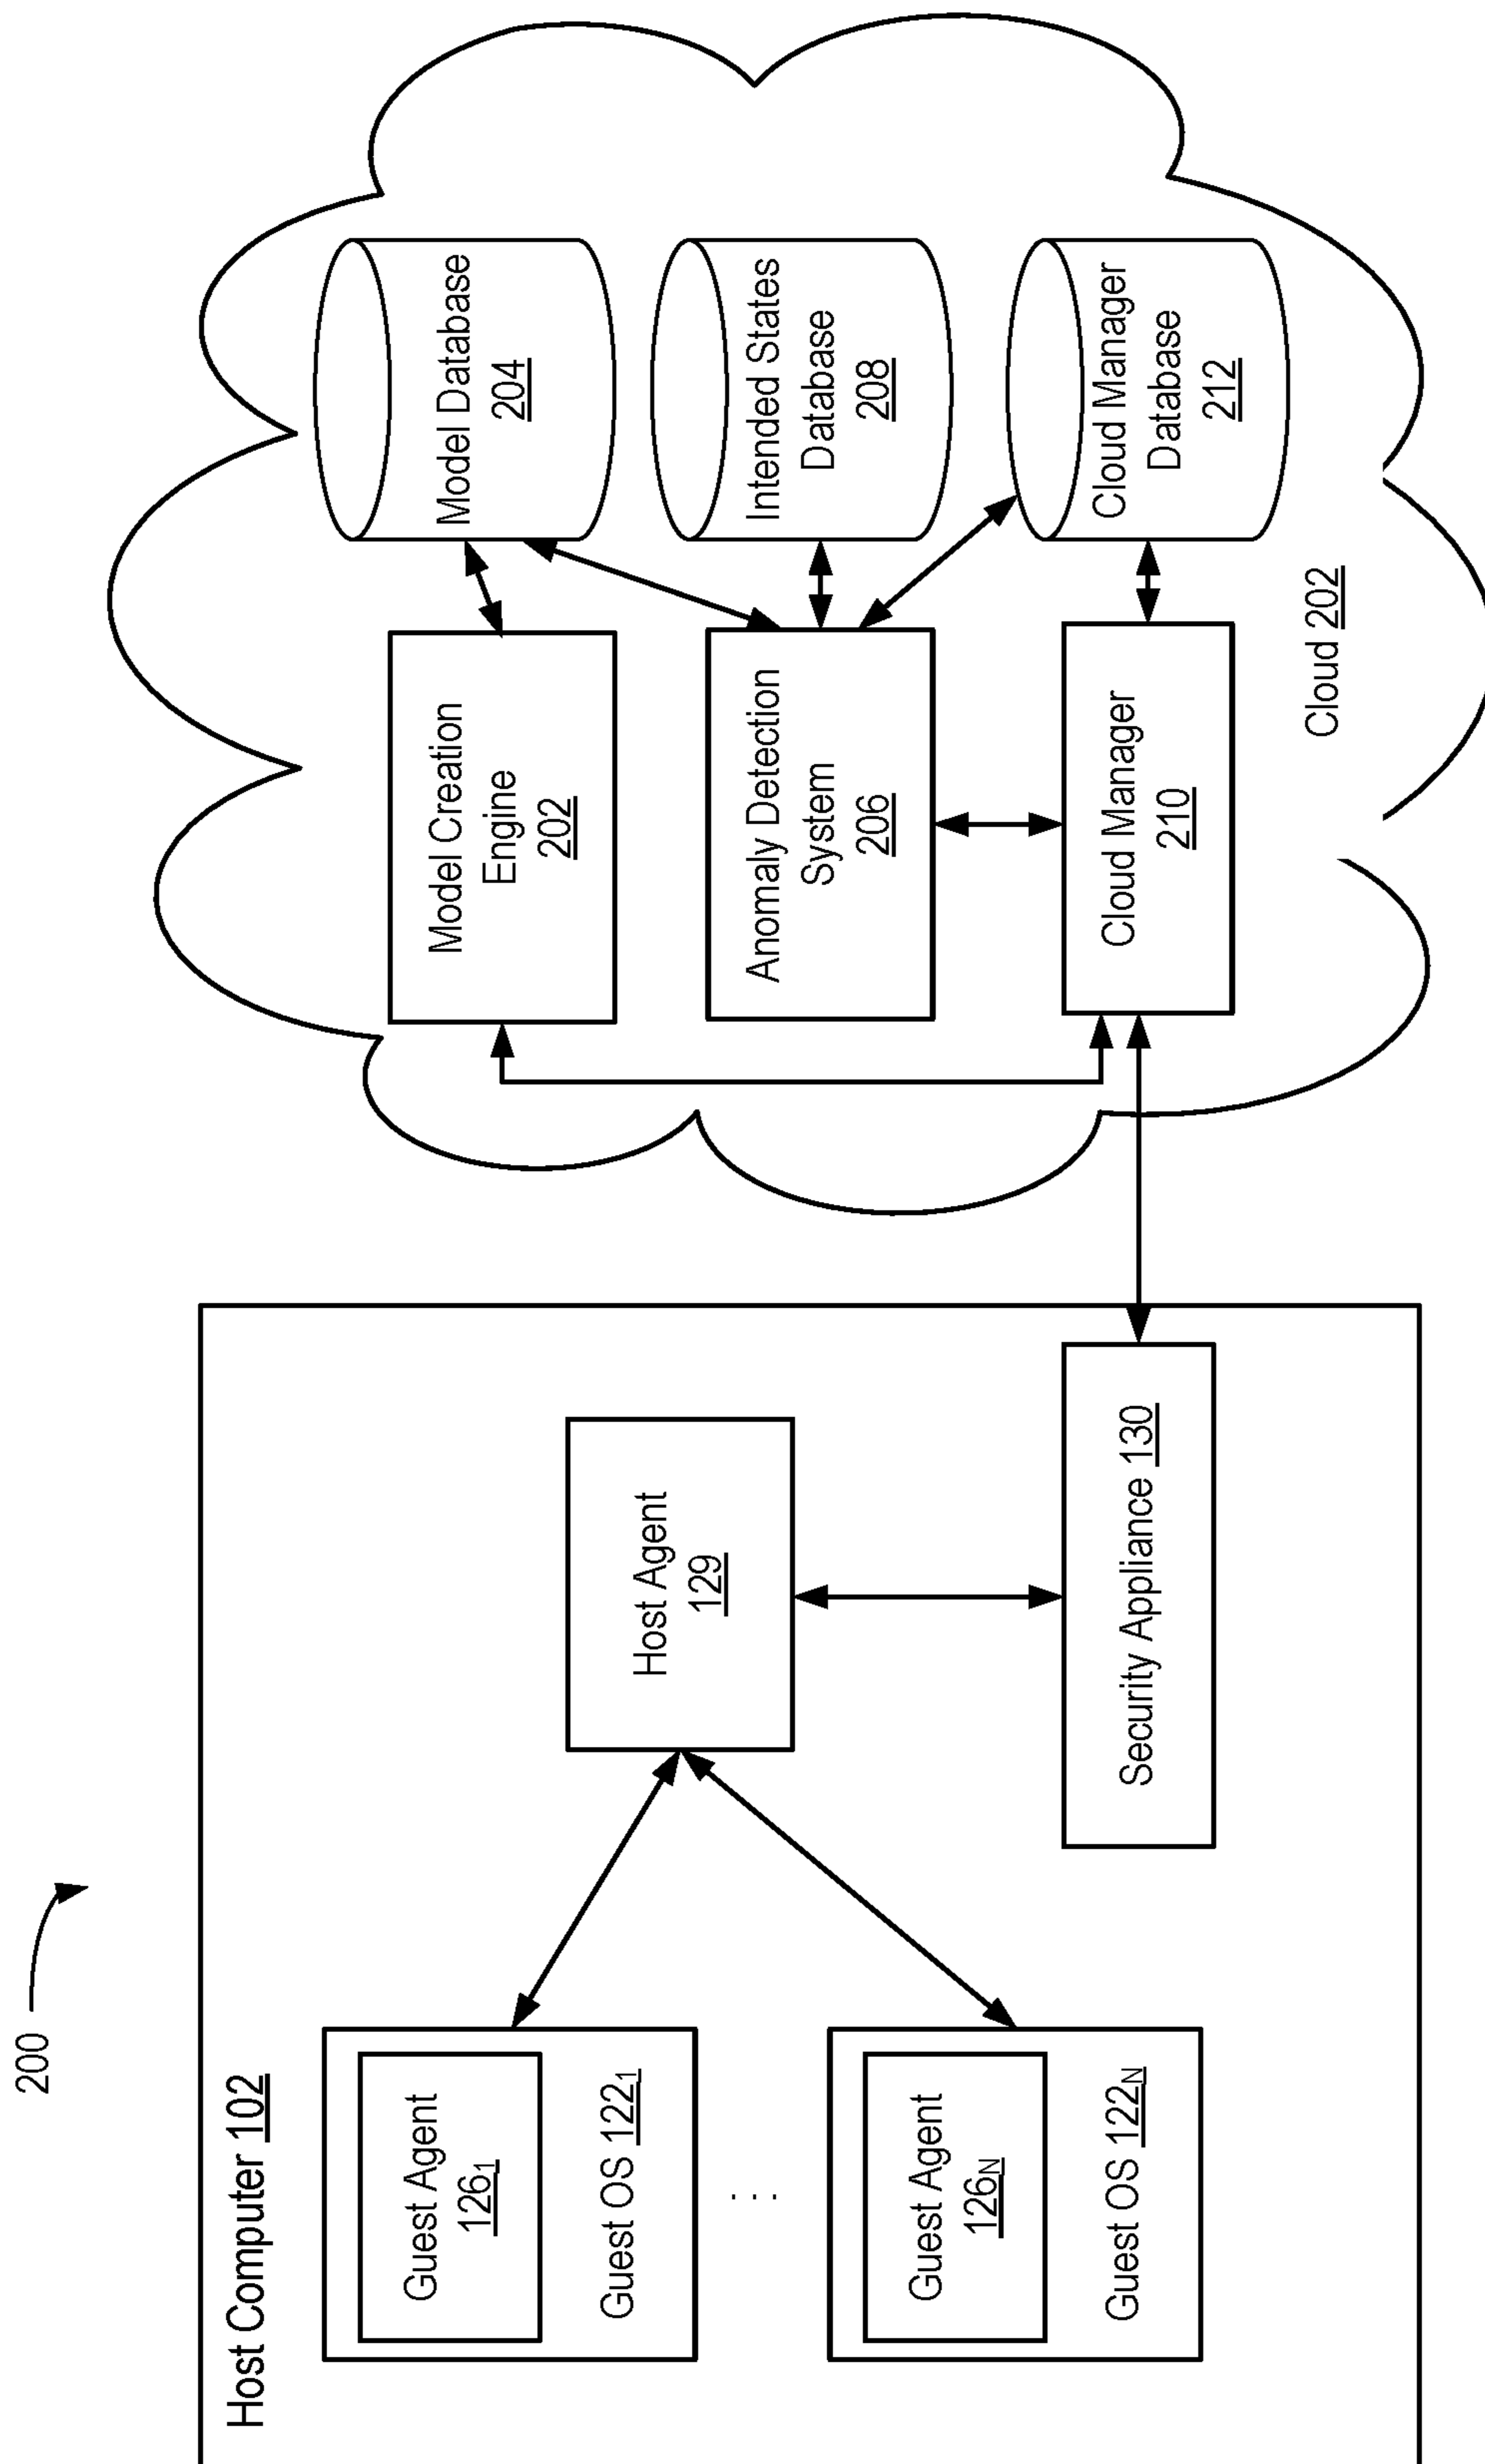 200
Host Computer 102
Guest Agent
126₁
Guest OS 122₁
. . .
Guest Agent
126N
Guest OS 122N
Host Agent
129
Security Appliance 130
Model Creation
Engine
202
Anomaly Detection
System
206
Cloud Manager
210
Model Database
204
Intended States
Database
208
Cloud Manager
Database
212
Cloud 202